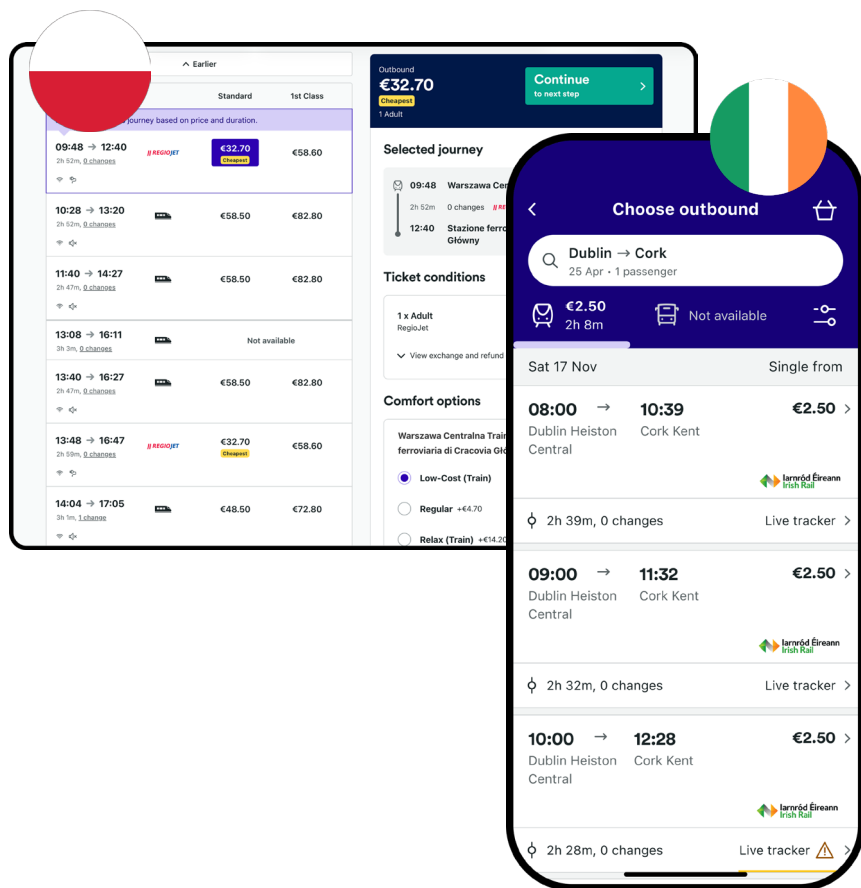 Earlier
Standard 1st Class
journey based on price and duration.
09:48 → 12:40 REGIOJET €32.70 €58.60
Cheapest
2h 52m, 0 changes
10:28 → 13:20 €58.50 €82.80
2h 52m, 0 changes
11:40 → 14:27 €58.50 €82.80
2h 47m, 0 changes
13:08 → 16:11 Not available
3h 3m, 0 changes
13:40 → 16:27 €58.50 €82.80
2h 47m, 0 changes
13:48 → 16:47 REGIOJET €32.70 €58.60
Cheapest
2h 59m, 0 changes
14:04 → 17:05 €48.50 €72.80
3h 1m, 1 change
Outbound
€32.70
Cheapest
1 Adult
Continue
to next step
Selected journey
09:48 Warszawa Cen
2h 52m 0 changes
12:40 Stazione ferro
Główny
Ticket conditions
1 x Adult
RegioJet
View exchange and refund
Comfort options
Warszawa Centralna Train
ferroviaria di Cracovia Gł
Low-Cost (Train)
Regular +€4.70
Relax (Train) +€14.20
Choose outbound
Dublin → Cork
25 Apr • 1 passenger
€2.50
2h 8m
Not available
Sat 17 Nov Single from
08:00 → 10:39 €2.50
Dublin Heiston Cork Kent
Central
Iarnród Éireann
Irish Rail
2h 39m, 0 changes Live tracker
09:00 → 11:32 €2.50
Dublin Heiston Cork Kent
Central
Iarnród Éireann
Irish Rail
2h 32m, 0 changes Live tracker
10:00 → 12:28 €2.50
Dublin Heiston Cork Kent
Central
Iarnród Éireann
Irish Rail
2h 28m, 0 changes Live tracker